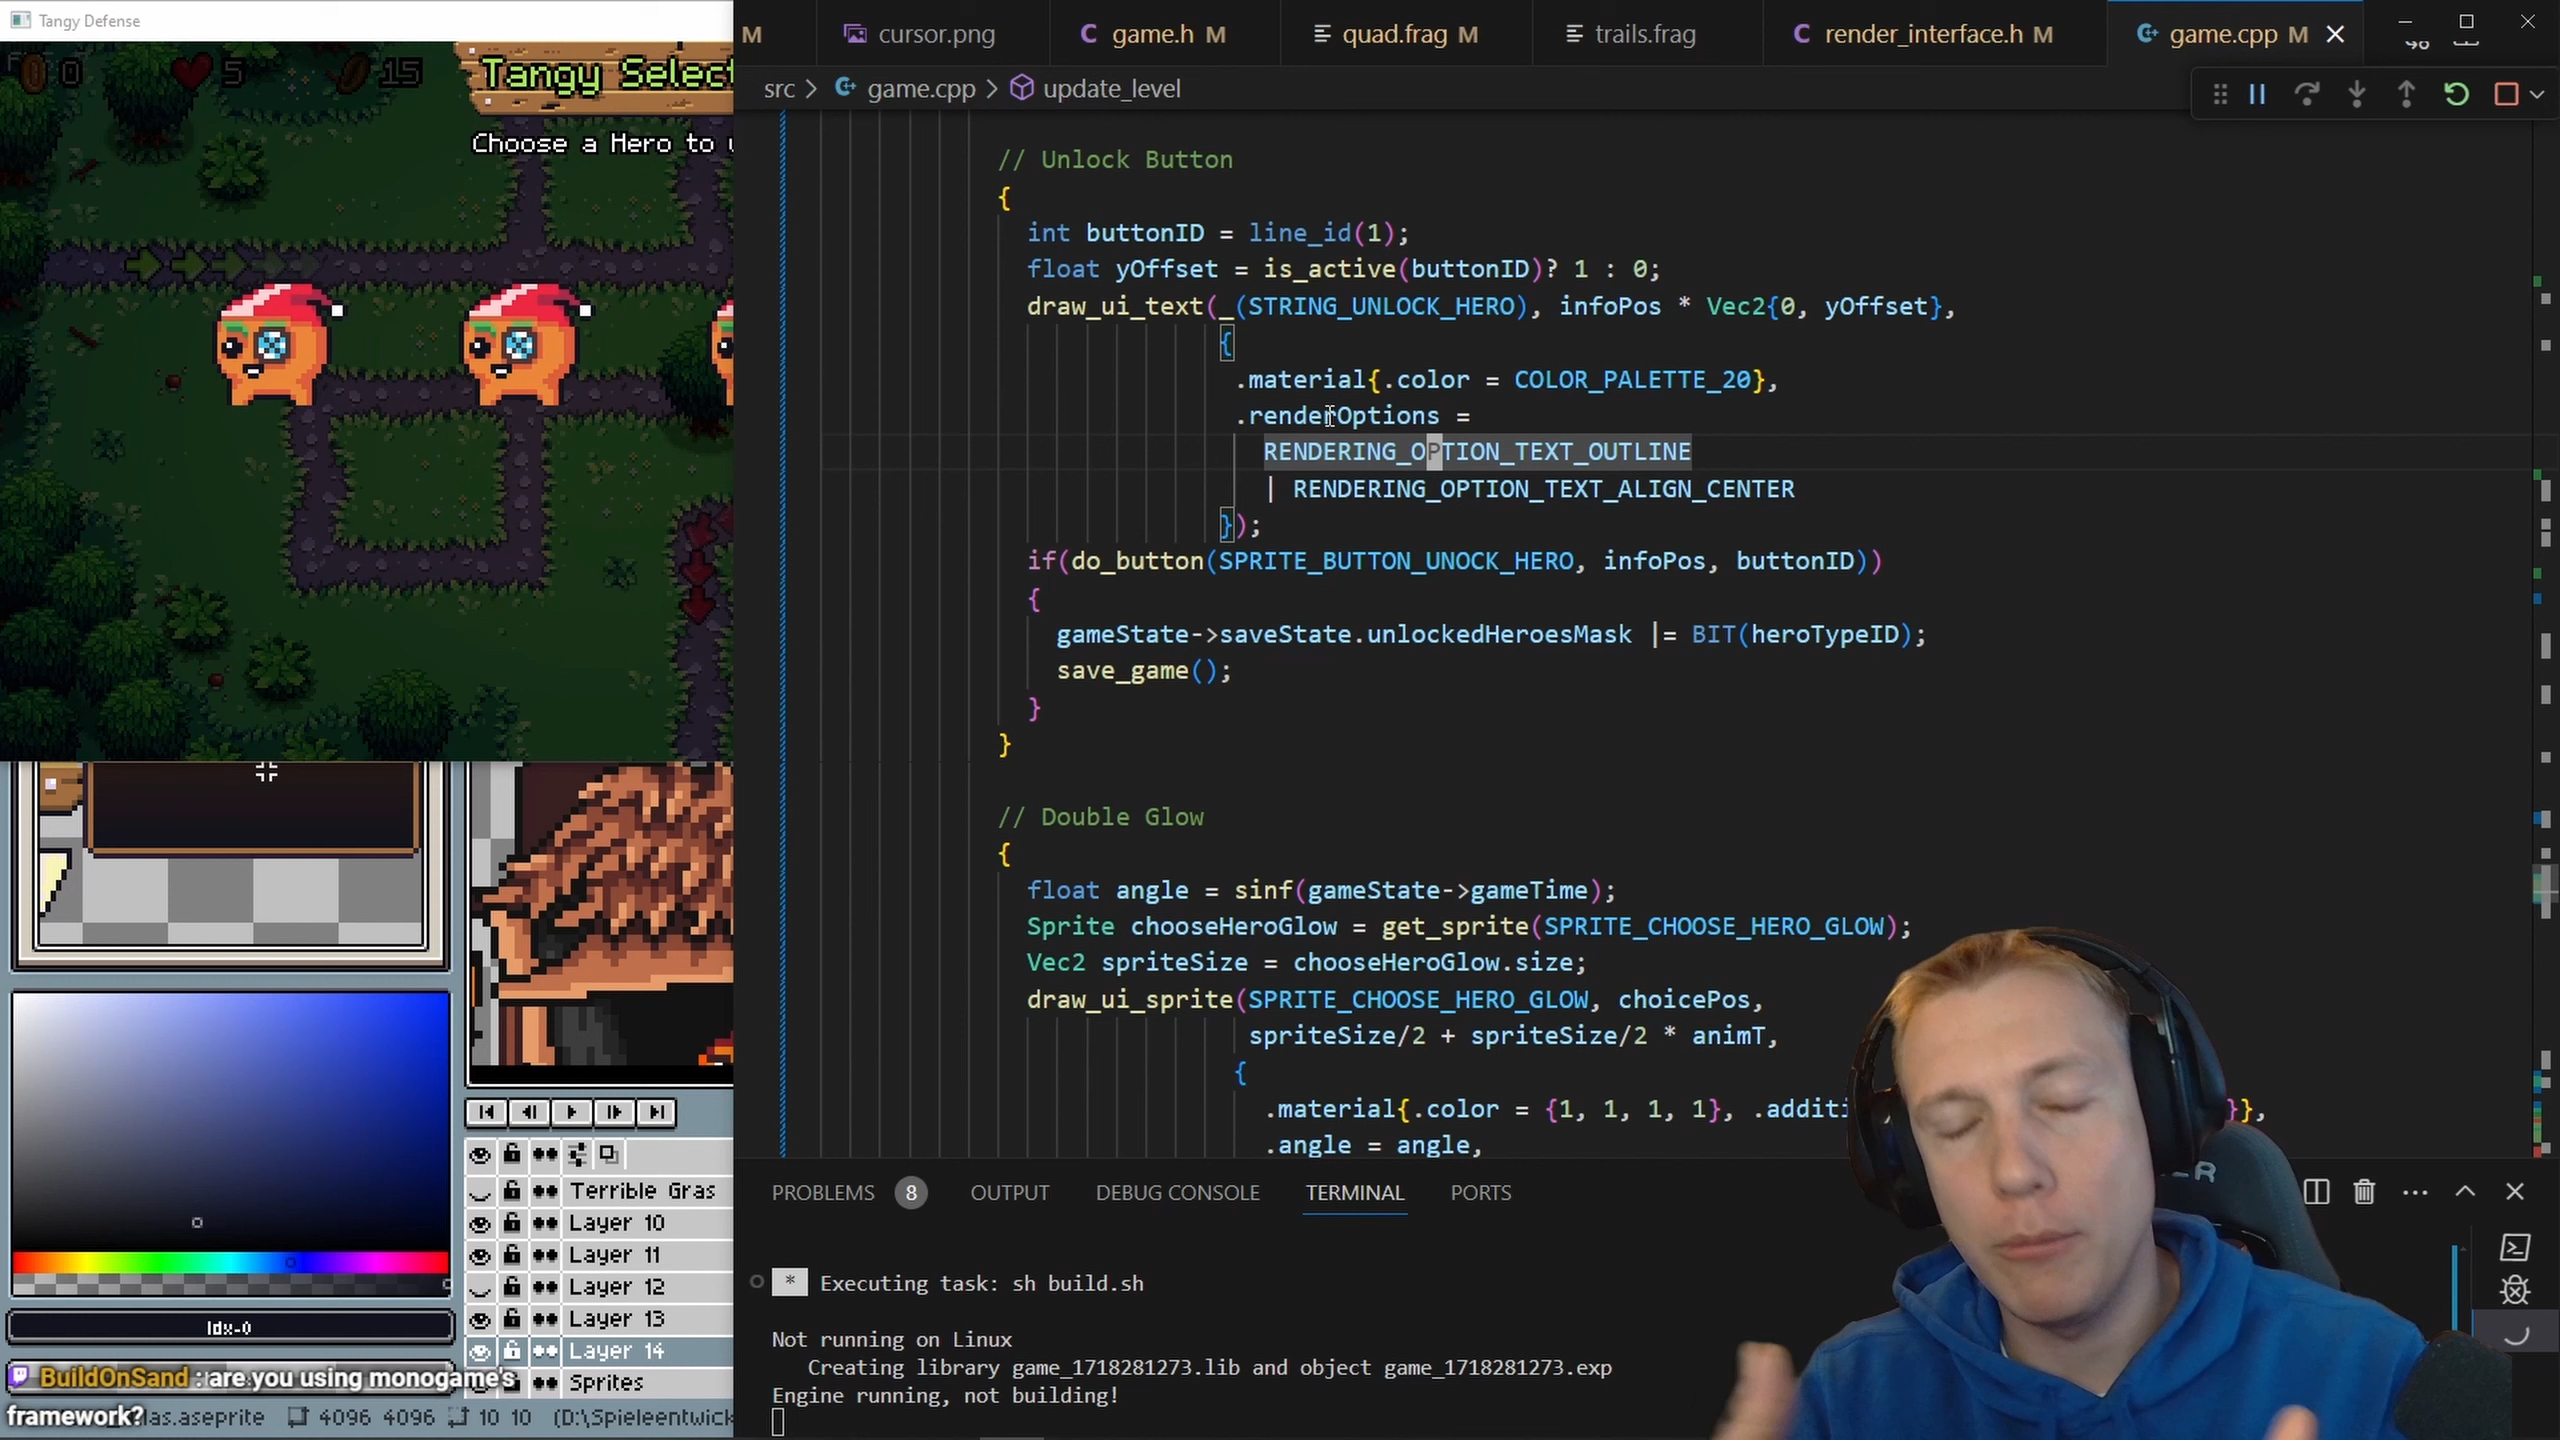 Tangy Defense
0
5
15
Tangy Select
Choose a Hero to u
M
cursor.png
game.h M
quad.frag M
trails.frag
render_interface.h M
game.cpp M
src > game.cpp > update_level
// Unlock Button
{
int buttonID = line_id(1);
float yOffset = is_active(buttonID)? 1 : 0;
draw_ui_text(_(STRING_UNLOCK_HERO), infoPos * Vec2{0, yOffset},
{
.material{.color = COLOR_PALETTE_20},
.renderOptions =
RENDERING_OPTION_TEXT_OUTLINE
| RENDERING_OPTION_TEXT_ALIGN_CENTER
});
if(do_button(SPRITE_BUTTON_UNOCK_HERO, infoPos, buttonID))
{
gameState->saveState.unlockedHeroesMask |= BIT(heroTypeID);
save_game();
}
}
// Double Glow
{
float angle = sinf(gameState->gameTime);
Sprite chooseHeroGlow = get_sprite(SPRITE_CHOOSE_HERO_GLOW);
Vec2 spriteSize = chooseHeroGlow.size;
draw_ui_sprite(SPRITE_CHOOSE_HERO_GLOW, choicePos,
spriteSize/2 + spriteSize/2 * animT,
{
.material{.color = {1, 1, 1, 1}, .additi }},
.angle = angle,
PROBLEMS 8 OUTPUT DEBUG CONSOLE TERMINAL PORTS
* Executing task: sh build.sh
Not running on Linux
Creating library game_1718281273.lib and object game_1718281273.exp
Engine running, not building!
Terrible Gras
Layer 10
Layer 11
Layer 12
Layer 13
Layer 14
Sprites
Idx-0
BuildOnSand : are you using monogame's
framework?
las.aseprite 4096 4096 10 10 (D:\Spieleentwick